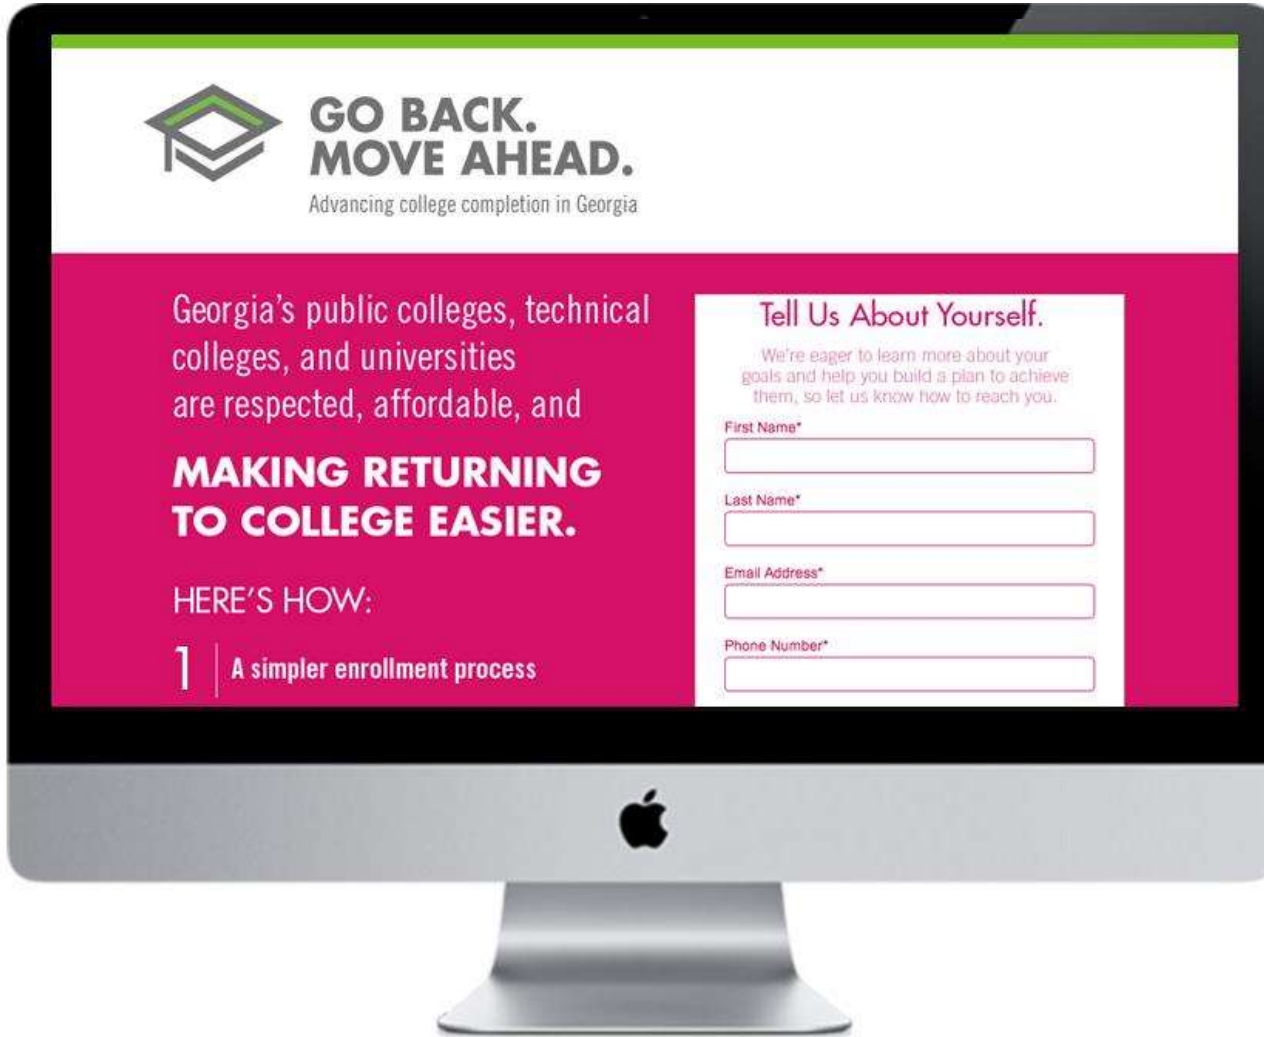 GO BACK.
MOVE AHEAD.
Advancing college completion in Georgia
Georgia's public colleges, technical
colleges, and universities
are respected, affordable, and
MAKING RETURNING
TO COLLEGE EASIER.
HERE'S HOW:
1 A simpler enrollment process
Tell Us About Yourself.
We're eager to learn more about your
goals and help you build a plan to achieve
them, so let us know how to reach you.
First Name*
Last Name*
Email Address*
Phone Number*